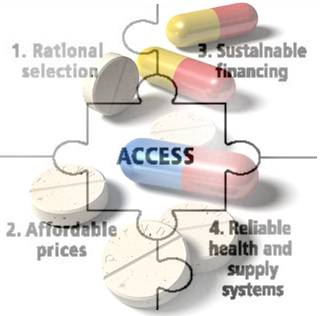 1. Rational
selection
3. Sustainable
financing
ACCESS
2. Affordable
prices
4. Reliable
health and
supply
systems